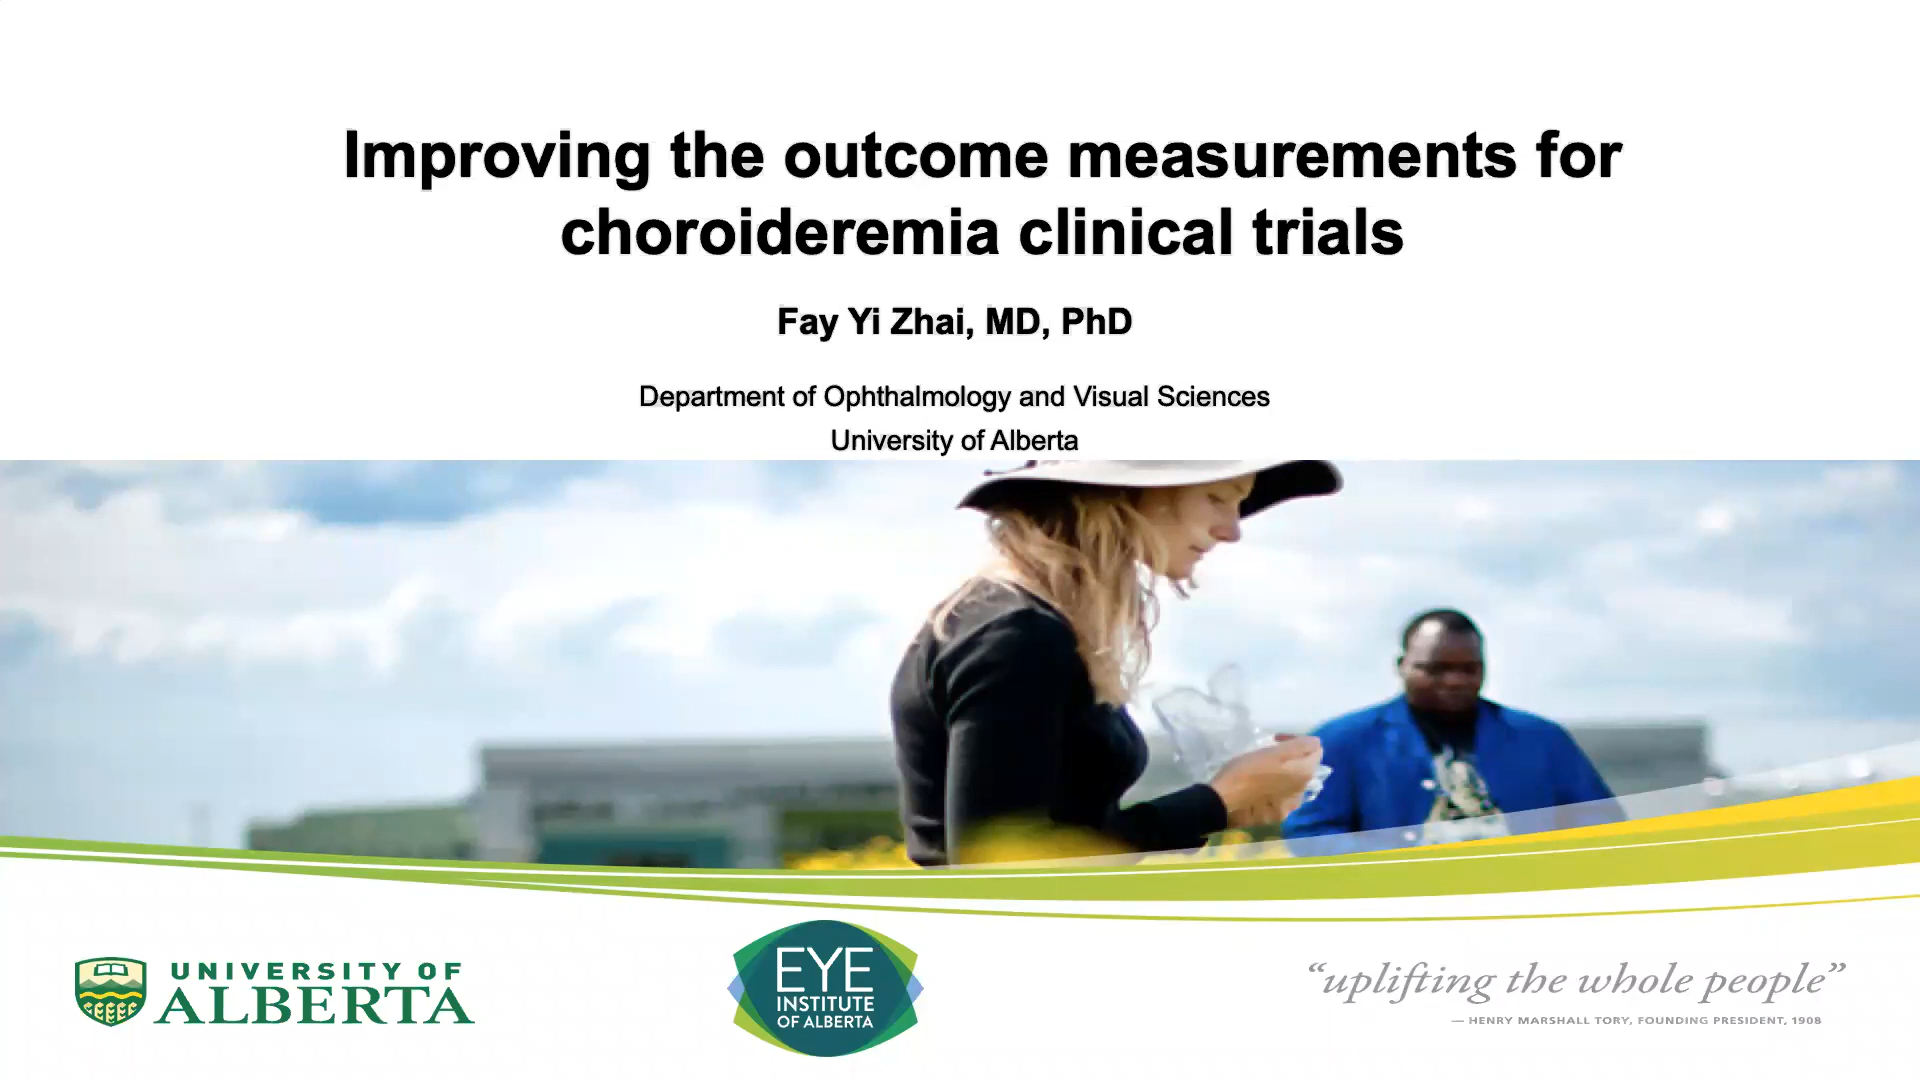 Improving the outcome measurements for
choroideremia clinical trials
Fay Yi Zhai, MD, PhD
Department of Ophthalmology and Visual Sciences
University of Alberta
UNIVERSITY OF
ALBERTA
EYE
INSTITUTE
OF ALBERTA
“uplifting the whole people”
— HENRY MARSHALL TORY, FOUNDING PRESIDENT, 1908